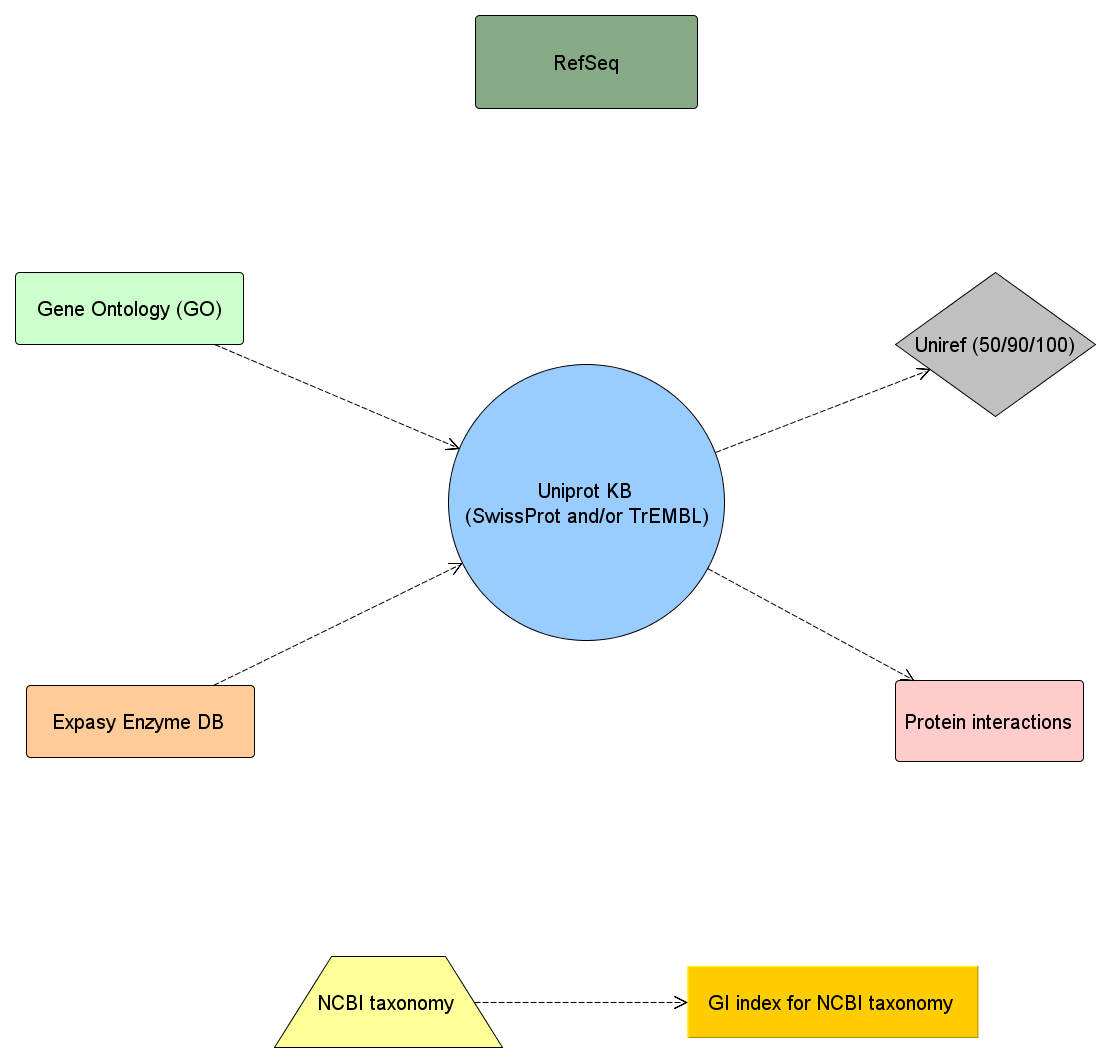 RefSeq
Gene Ontology (GO)
Uniref (50/90/100)
Uniprot KB
(SwissProt and/or TrEMBL)
Expasy Enzyme DB
Protein interactions
NCBI taxonomy
GI index for NCBI taxonomy